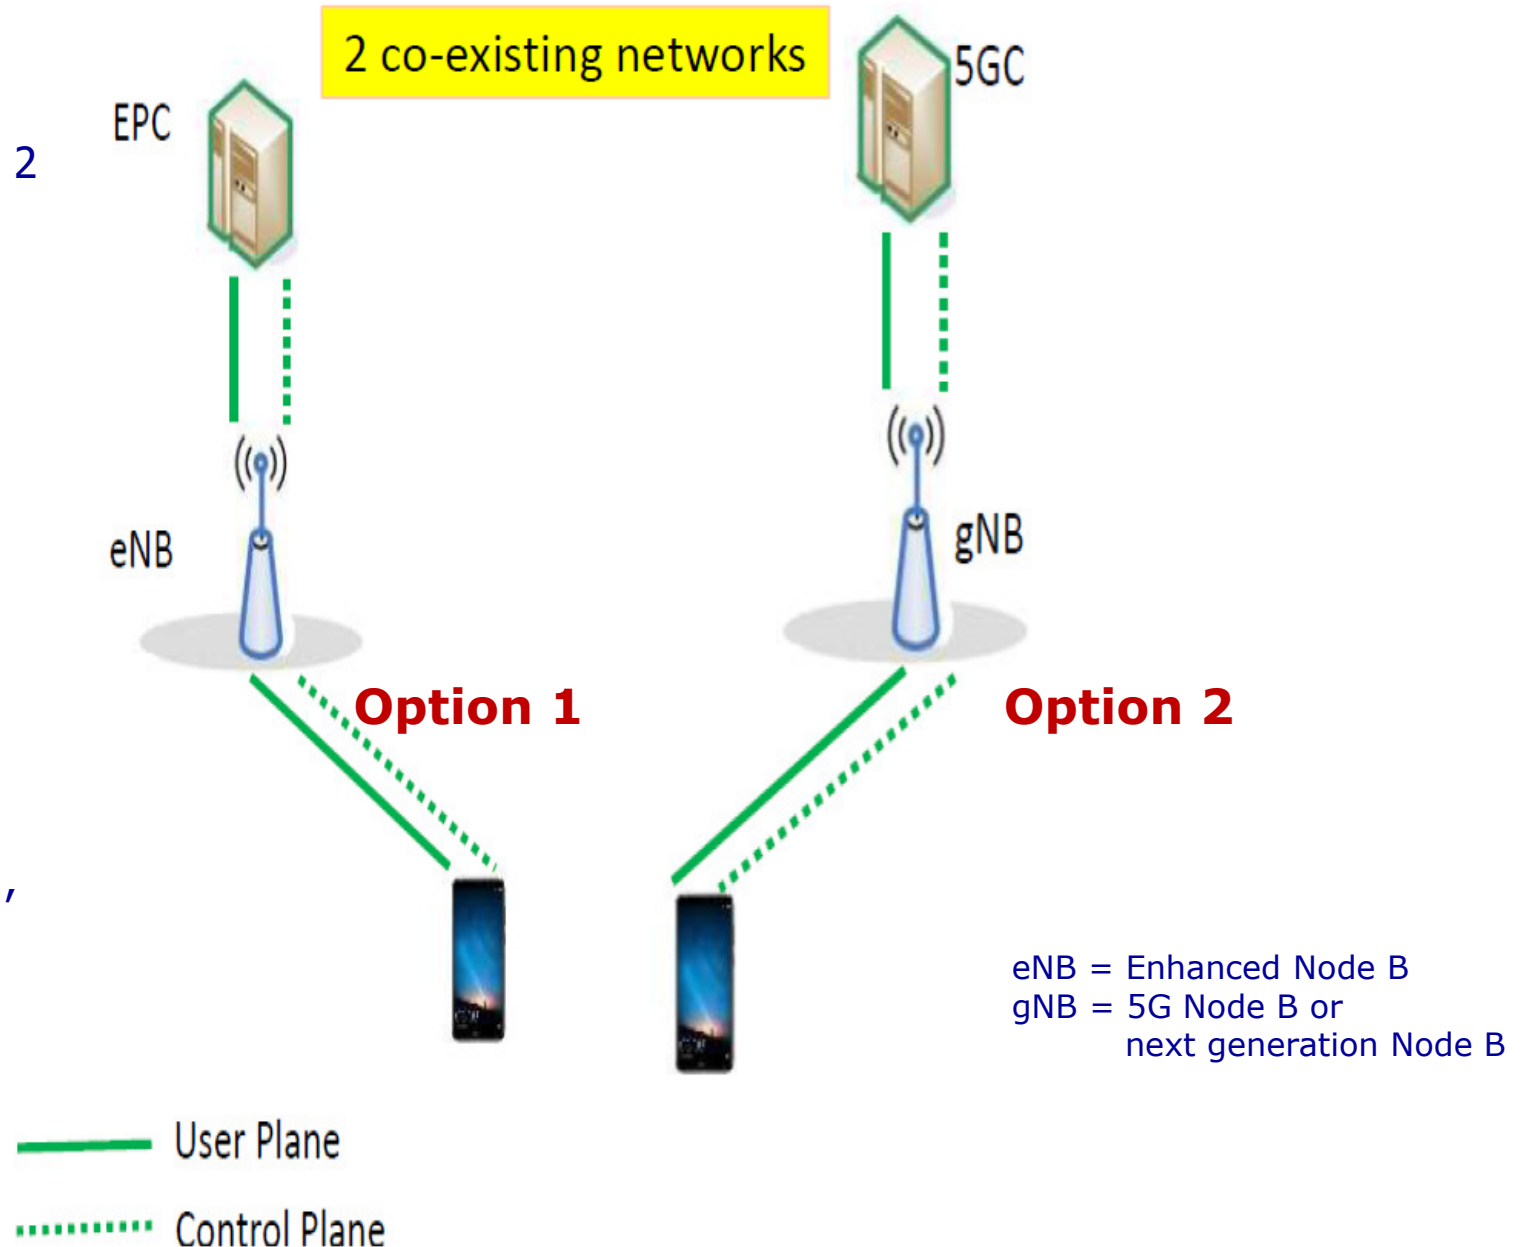 2 co-existing networks
5GC
EPC
2
eNB
gNB
Option 1
Option 2
,
eNB = Enhanced Node B
gNB = 5G Node B or
next generation Node B
User Plane
Control Plane